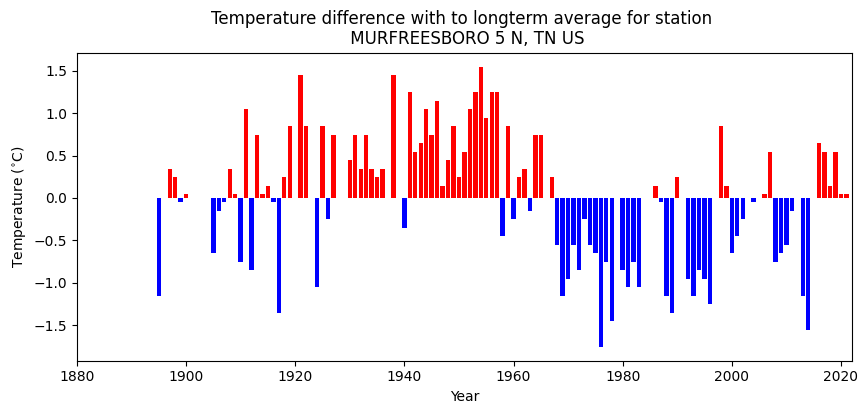 Temperature difference with to longterm average for station
MURFREESBORO 5 N, TN US
Temperature (°C)
1.5
1.0
0.5
0.0
−0.5
−1.0
−1.5
1880 1900 1920 1940 1960 1980 2000 2020
Year